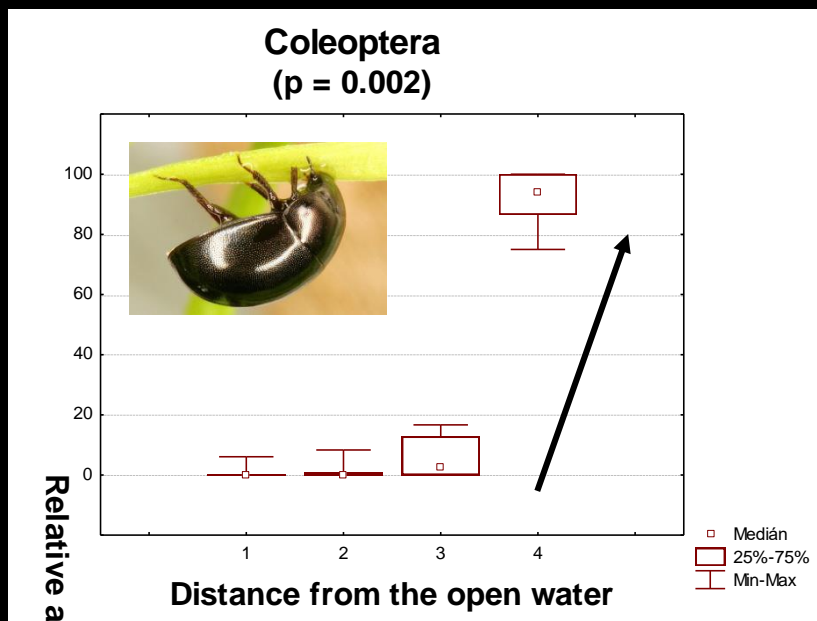 Coleoptera
(p = 0.002)
100
80
60
40
20
0
Relative a
1 2 3 4
Distance from the open water
Medián
25%-75%
Min-Max